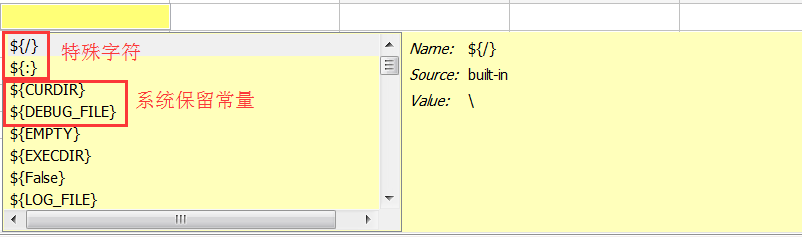 ${/}
特殊字符
${:}
${CURDIR}
系统保留常量
${DEBUG_FILE}
${EMPTY}
${EXECDIR}
${False}
${LOG_FILE}
Name: ${/}
Source: built-in
Value: \